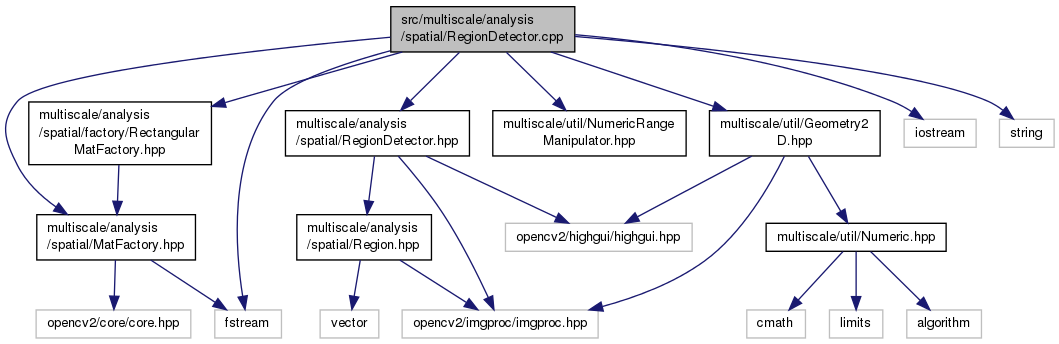 src/multiscale/analysis
/spatial/RegionDetector.cpp
multiscale/analysis
/spatial/factory/Rectangular
MatFactory.hpp
multiscale/analysis
/spatial/RegionDetector.hpp
multiscale/util/NumericRange
Manipulator.hpp
multiscale/util/Geometry2
D.hpp
iostream
string
multiscale/analysis
/spatial/MatFactory.hpp
multiscale/analysis
/spatial/Region.hpp
opencv2/highgui/highgui.hpp
multiscale/util/Numeric.hpp
opencv2/core/core.hpp
fstream
vector
opencv2/imgproc/imgproc.hpp
cmath
limits
algorithm